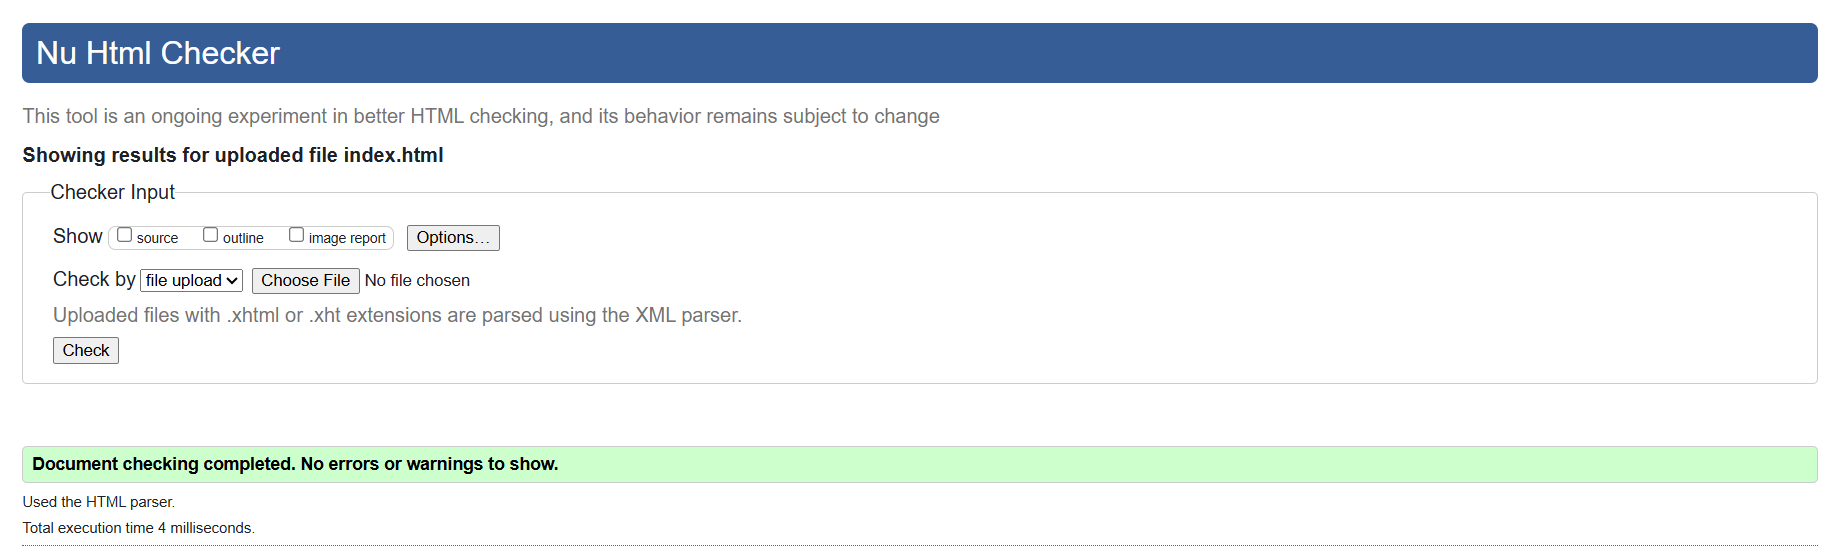 Nu Html Checker
This tool is an ongoing experiment in better HTML checking, and its behavior remains subject to change
Showing results for uploaded file index.html
Checker Input
Show source outline image report Options...
Check by file upload Choose File No file chosen
Uploaded files with .xhtml or .xht extensions are parsed using the XML parser.
Check
Document checking completed. No errors or warnings to show.
Used the HTML parser.
Total execution time 4 milliseconds.